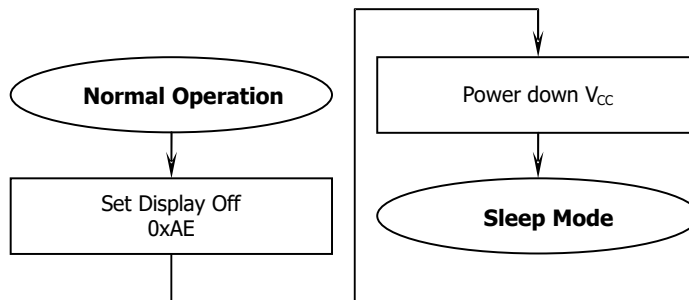 Normal Operation
Set Display Off
0xAE
Power down VCC
Sleep Mode